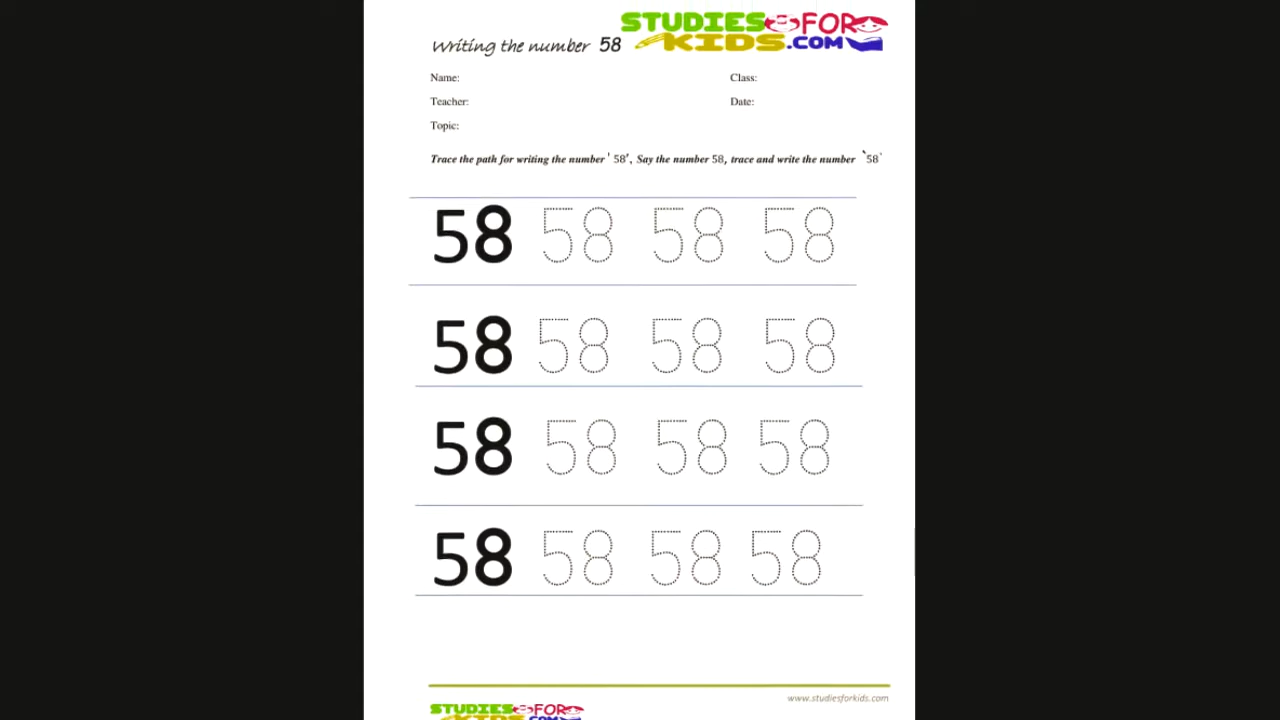 STUDIES FOR
KIDS.COM
Writing the number 58
Name: Class:
Teacher: Date:
Topic:
Trace the path for writing the number ' 58', Say the number 58, trace and write the number `58'
58 58 58 58
58 58 58 58
58 58 58 58
58 58 58 58
www.studiesforkids.com
STUDIES FOR
KIDS.COM